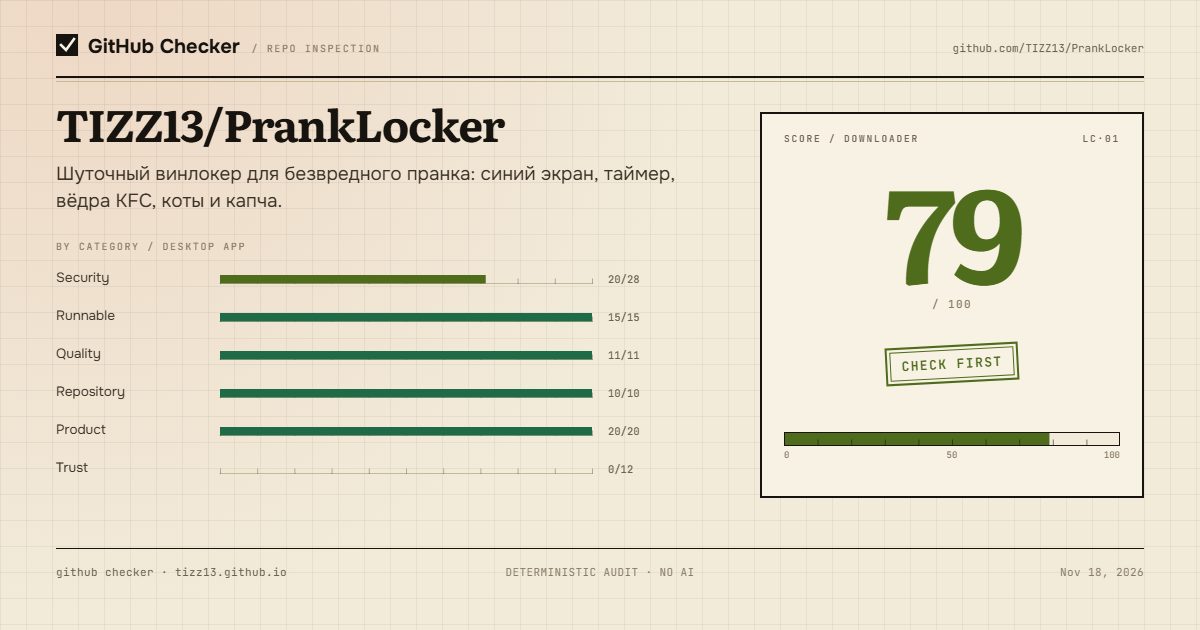 GitHub Checker / REPO INSPECTION
github.com/TIZZ13/PrankLocker
TIZZ13/PrankLocker
Шуточный винлокер для безвредного пранка: синий экран, таймер,
вёдра KFC, коты и капча.
BY CATEGORY / DESKTOP APP
Security 20/28
Runnable 15/15
Quality 11/11
Repository 10/10
Product 20/20
Trust 0/12
SCORE / DOWNLOADER LC·01
79
/ 100
CHECK FIRST
0 50 100
github checker · tizz13.github.io
DETERMINISTIC AUDIT · NO AI
Nov 18, 2026